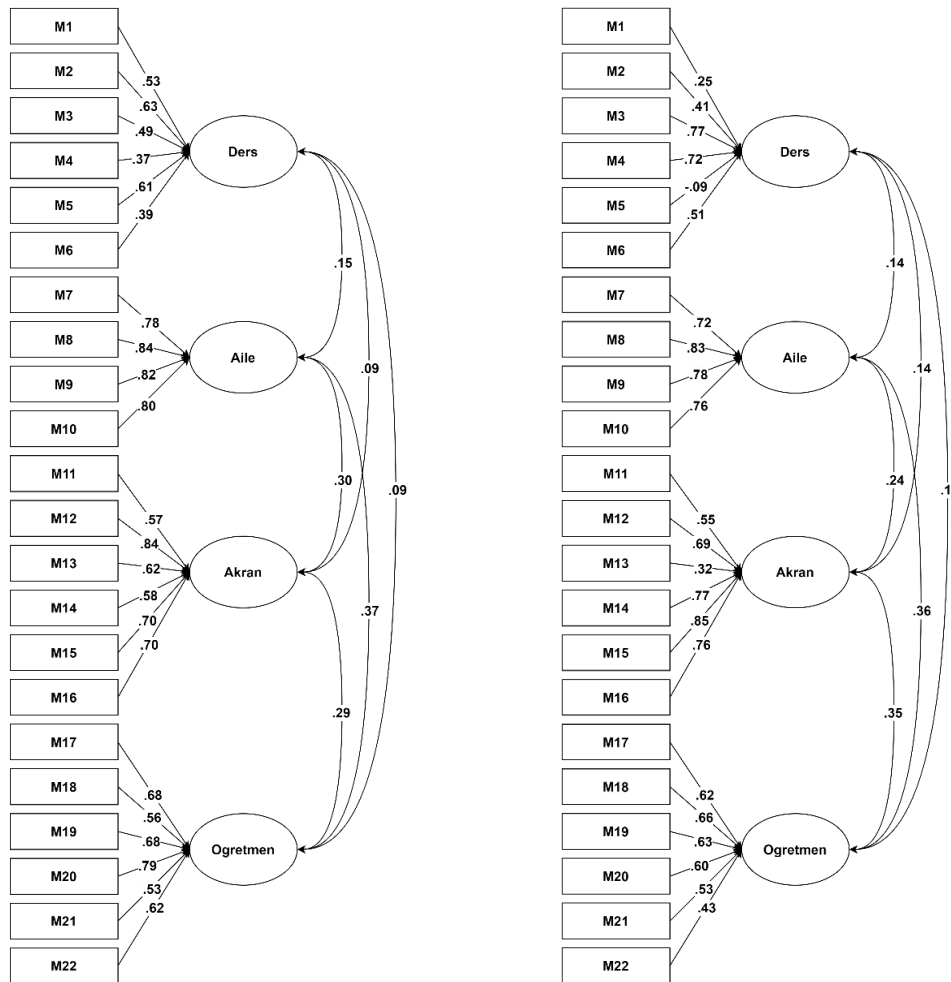 M1
M2
M3
M4
M5
M6
M7
M8
M9
M10
M11
M12
M13
M14
M15
M16
M17
M18
M19
M20
M21
M22
.53
.63
.49
.37
.61
.39
.78
.84
.82
.80
.57
.84
.62
.58
.70
.70
.68
.56
.68
.79
.53
.62
Ders
Aile
Akran
Ogretmen
.15
.09
.30
.09
.37
.29
M1
M2
M3
M4
M5
M6
M7
M8
M9
M10
M11
M12
M13
M14
M15
M16
M17
M18
M19
M20
M21
M22
.25
.41
.77
.72
-.09
.51
.72
.83
.78
.76
.55
.69
.32
.77
.85
.76
.62
.66
.63
.60
.53
.43
Ders
Aile
Akran
Ogretmen
.14
.14
.24
.36
.35